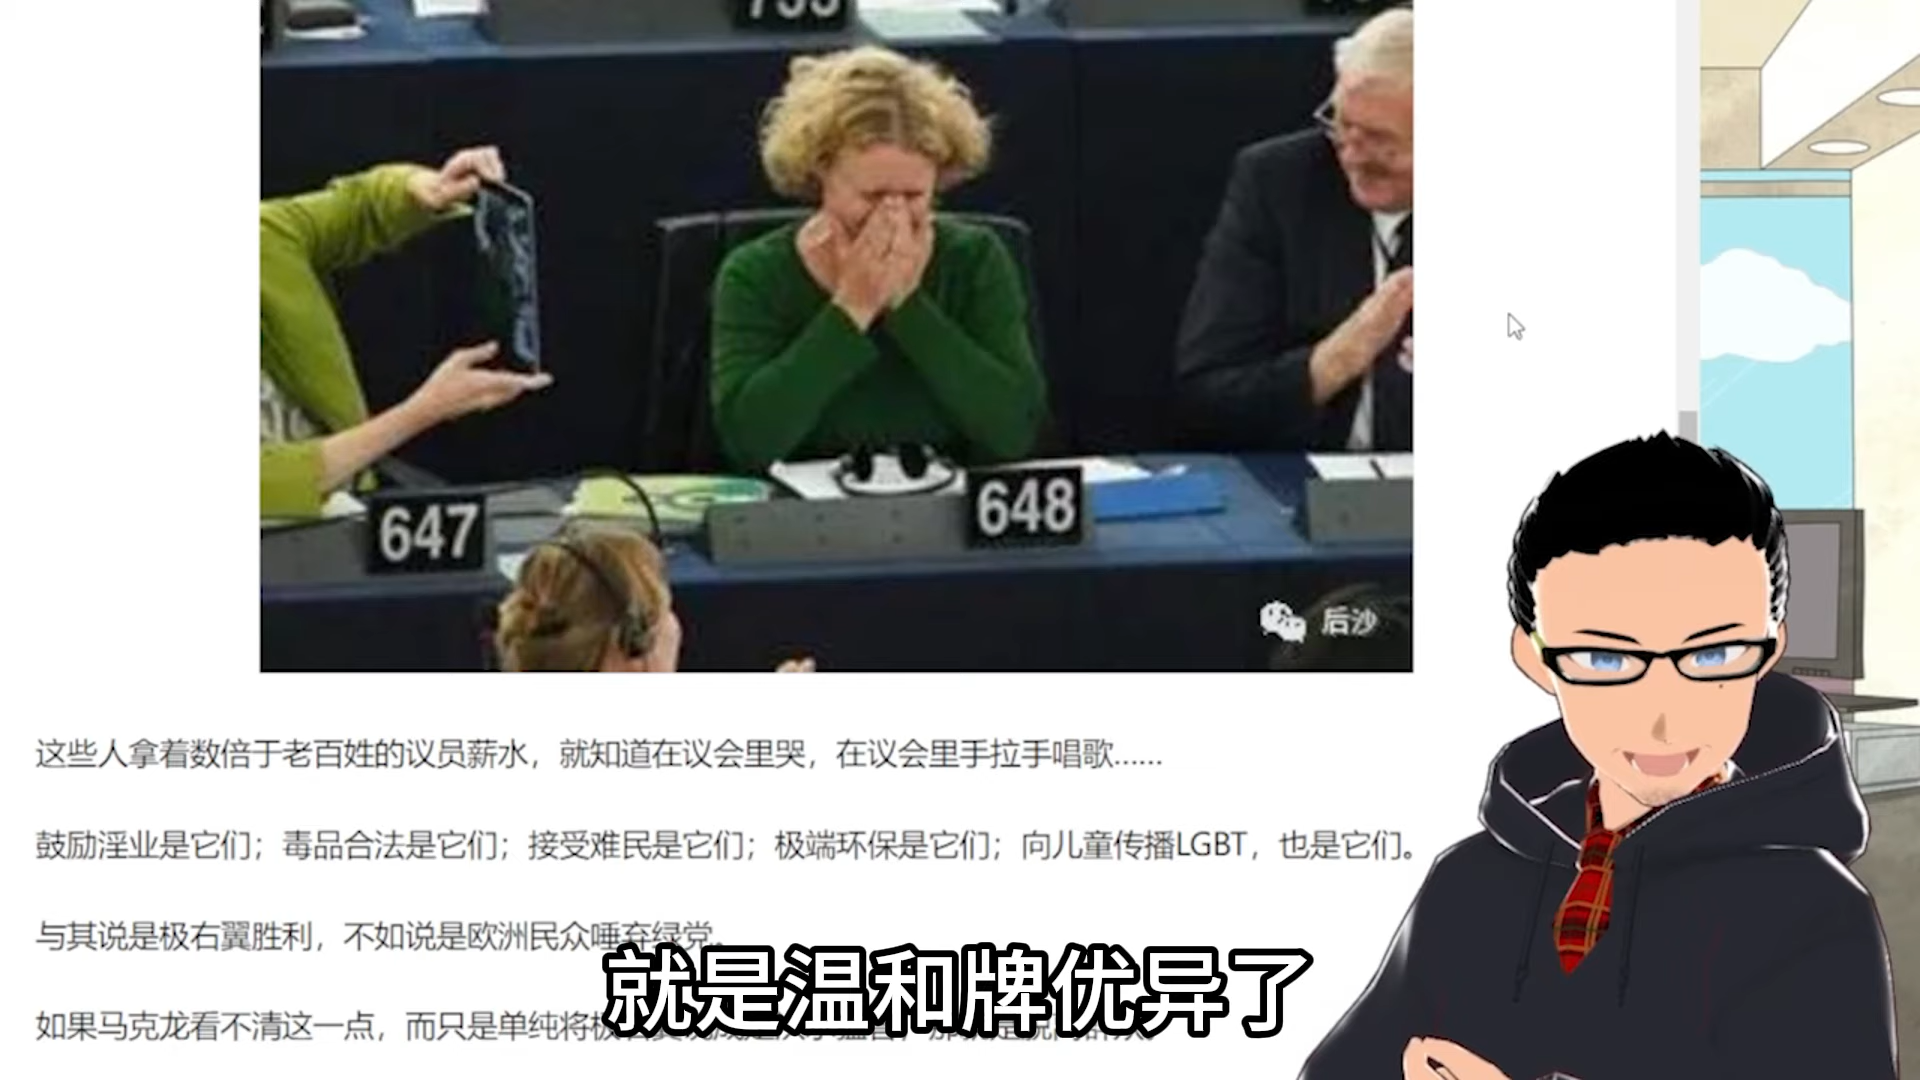 755
647
648
后沙
这些人拿着数倍于老百姓的议员薪水，就知道在议会里哭，在议会里手拉手唱歌……
鼓励淫业是它们；毒品合法是它们；接受难民是它们；极端环保是它们；向儿童传播LGBT，也是它们。
与其说是极右翼胜利，不如说是欧洲民众唾弃绿党。
就是温和牌优异了
如果马克龙看不清这一点，而只是单纯将极